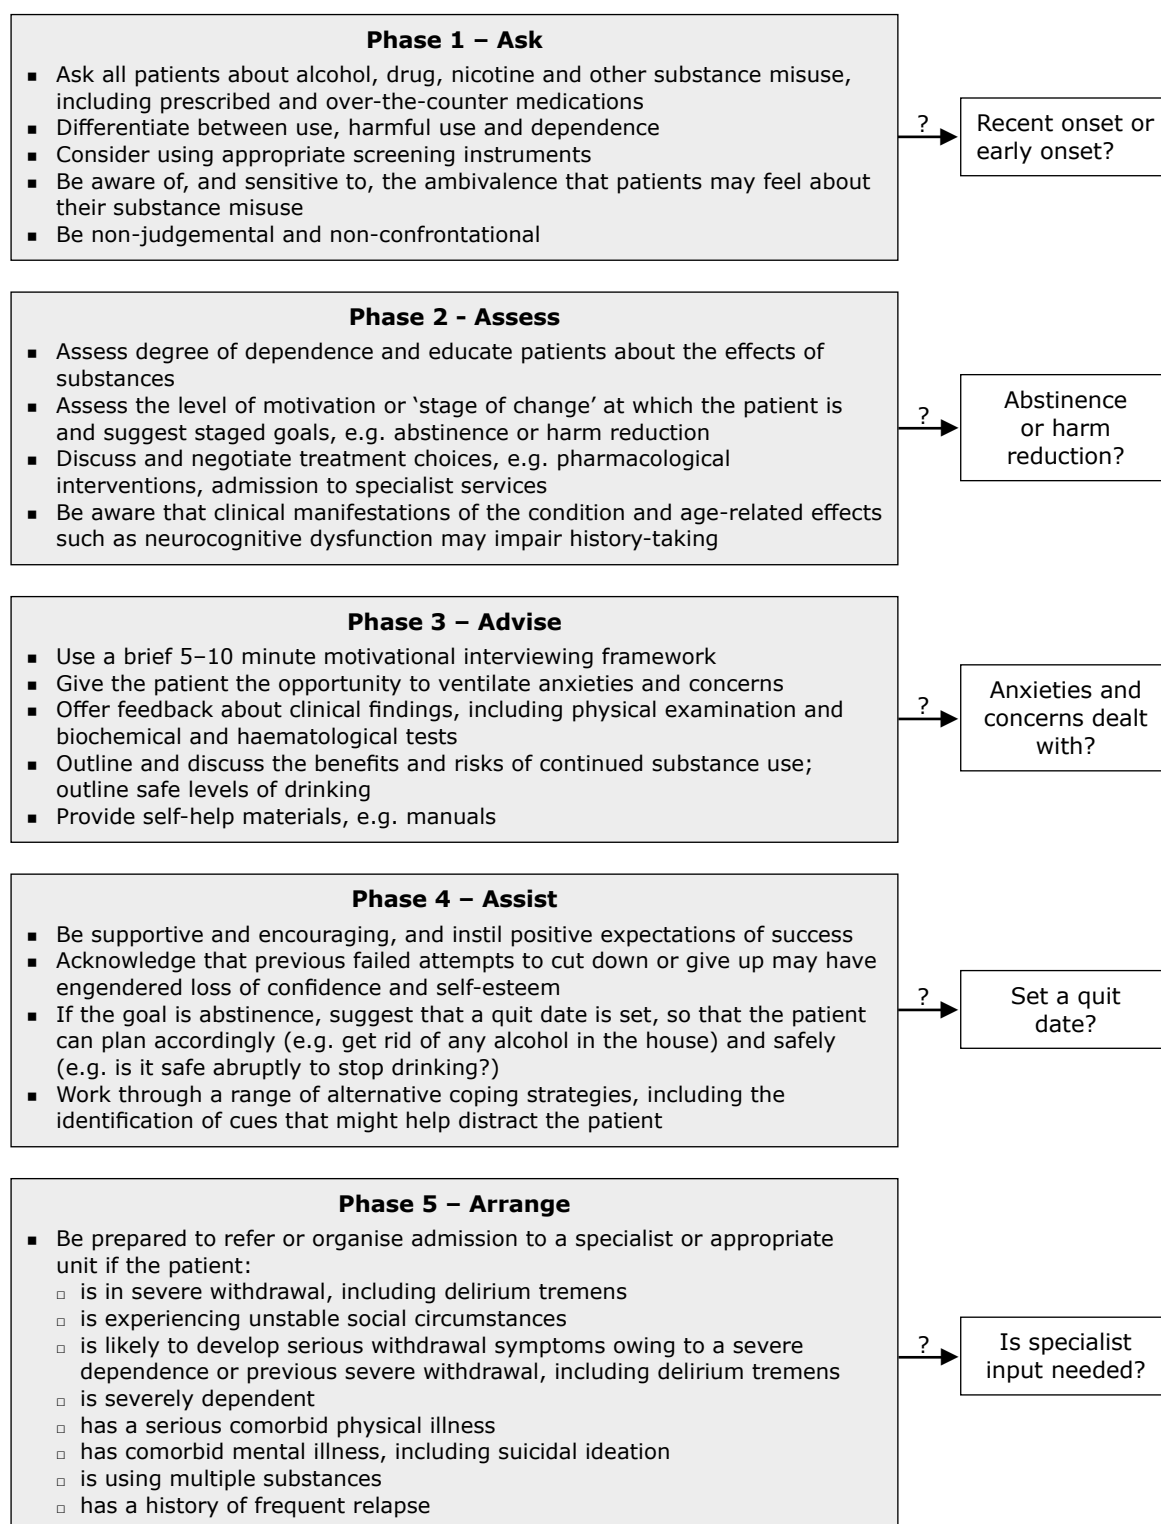 Phase 1 – Ask
▪ Ask all patients about alcohol, drug, nicotine and other substance misuse,
including prescribed and over-the-counter medications
▪ Differentiate between use, harmful use and dependence
▪ Consider using appropriate screening instruments
▪ Be aware of, and sensitive to, the ambivalence that patients may feel about
their substance misuse
▪ Be non-judgemental and non-confrontational
?
Recent onset or
early onset?
Phase 2 - Assess
▪ Assess degree of dependence and educate patients about the effects of
substances
▪ Assess the level of motivation or ‘stage of change’ at which the patient is
and suggest staged goals, e.g. abstinence or harm reduction
▪ Discuss and negotiate treatment choices, e.g. pharmacological
interventions, admission to specialist services
▪ Be aware that clinical manifestations of the condition and age-related effects
such as neurocognitive dysfunction may impair history-taking
?
Abstinence
or harm
reduction?
Phase 3 – Advise
▪ Use a brief 5–10 minute motivational interviewing framework
▪ Give the patient the opportunity to ventilate anxieties and concerns
▪ Offer feedback about clinical findings, including physical examination and
biochemical and haematological tests
▪ Outline and discuss the benefits and risks of continued substance use;
outline safe levels of drinking
▪ Provide self-help materials, e.g. manuals
?
Anxieties and
concerns dealt
with?
Phase 4 – Assist
▪ Be supportive and encouraging, and instil positive expectations of success
▪ Acknowledge that previous failed attempts to cut down or give up may have
engendered loss of confidence and self-esteem
▪ If the goal is abstinence, suggest that a quit date is set, so that the patient
can plan accordingly (e.g. get rid of any alcohol in the house) and safely
(e.g. is it safe abruptly to stop drinking?)
▪ Work through a range of alternative coping strategies, including the
identification of cues that might help distract the patient
?
Set a quit
date?
Phase 5 – Arrange
▪ Be prepared to refer or organise admission to a specialist or appropriate
unit if the patient:
▫ is in severe withdrawal, including delirium tremens
▫ is experiencing unstable social circumstances
▫ is likely to develop serious withdrawal symptoms owing to a severe
dependence or previous severe withdrawal, including delirium tremens
▫ is severely dependent
▫ has a serious comorbid physical illness
▫ has comorbid mental illness, including suicidal ideation
▫ is using multiple substances
▫ has a history of frequent relapse
?
Is specialist
input needed?